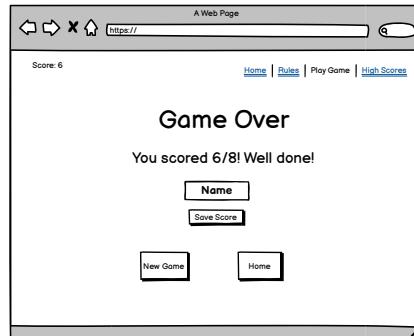 A Web Page
https://
Score: 6
Home | Rules | Play Game | High Scores
Game Over
You scored 6/8! Well done!
Name
Save Score
New Game
Home